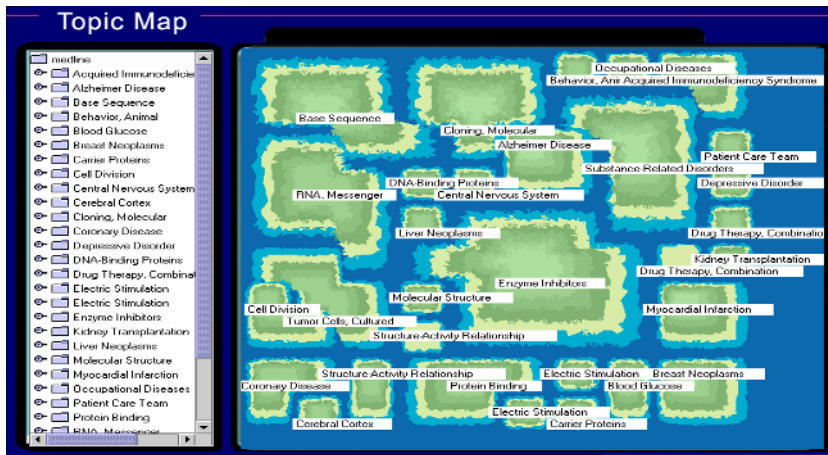 Topic Map
medline
Acquired Immunodeficie
Alzheimer Disease
Base Sequence
Behavior, Animal
Blood Glucose
Breast Neoplasms
Carrier Proteins
Cell Division
Central Nervous System
Cerebral Cortex
Cloning, Molecular
Coronary Disease
Depressive Disorder
DNA-Binding Proteins
Drug Therapy, Combinat
Electric Stimulation
Electric Stimulation
Enzyme Inhibitors
Kidney Transplantation
Liver Neoplasms
Molecular Structure
Myocardial Infarction
Occupational Diseases
Patient Care Team
Protein Binding
RNA, Messenger
Occupational Diseases
Behavior, Ani Acquired Immunodeficiency Syndrome
Base Sequence
Cloning, Molecular
Alzheimer Disease
Patient Care Team
Substance-Related Disorders
DNA-Binding Proteins
Depressive Disorder
RNA, Messenger
Central Nervous System
Liver Neoplasms
Drug Therapy, Combinatio
Kidney Transplantation
Drug Therapy, Combination
Enzyme Inhibitors
Molecular Structure
Cell Division
Myocardial Infarction
Tumor Cells, Cultured
Structure-Activity Relationship
Structure-Activity Relationship
Electric Stimulation
Breast Neoplasms
Coronary Disease
Protein Binding
Blood Glucose
Electric Stimulation
Cerebral Cortex
Carrier Proteins